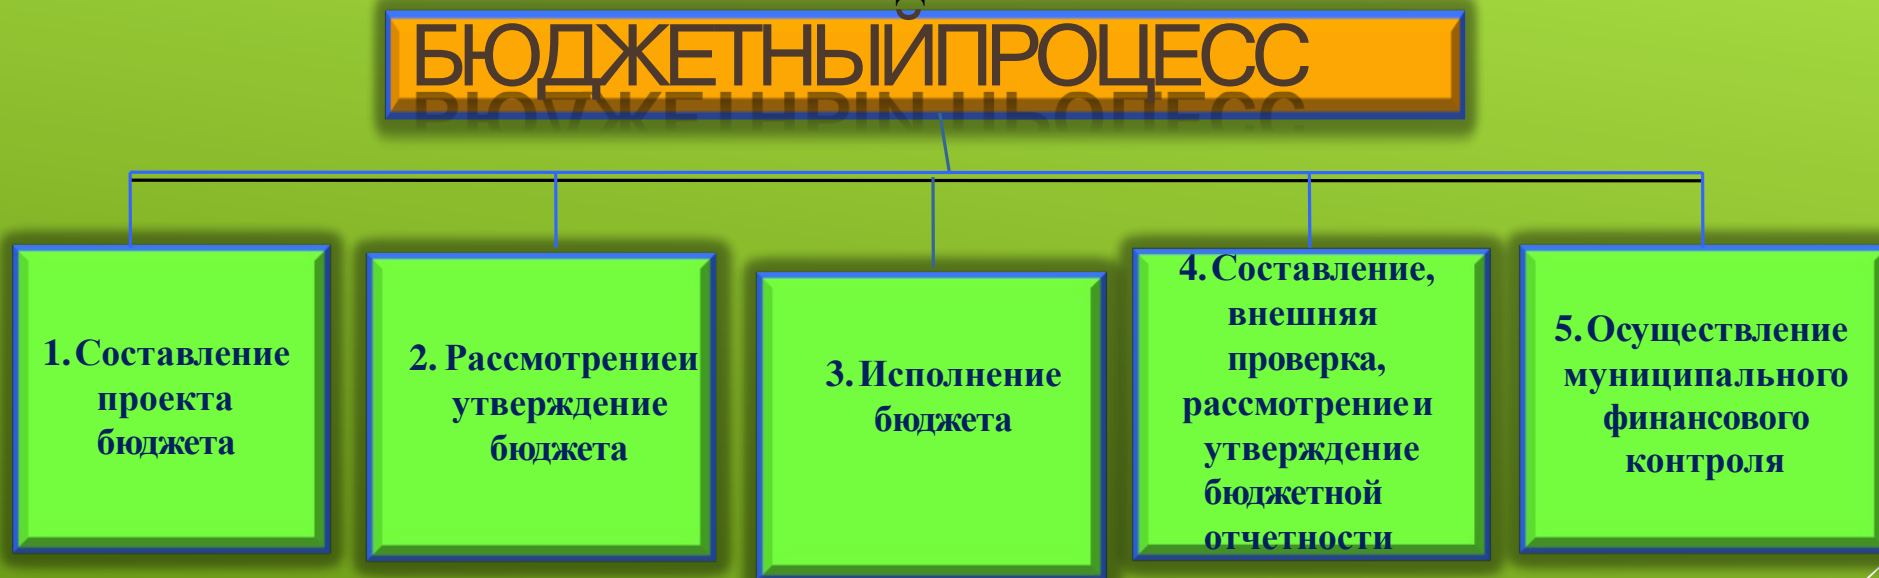 БЮДЖЕТНЫЙПРОЦЕСС
1.Составление
проекта
бюджета
2. Рассмотрениеи
утверждение
бюджета
3.Исполнение
бюджета
4.Составление,
внешняя
проверка,
рассмотрение и
утверждение
бюджетной
отчетности
5.Осуществление
муниципального
финансового
контроля